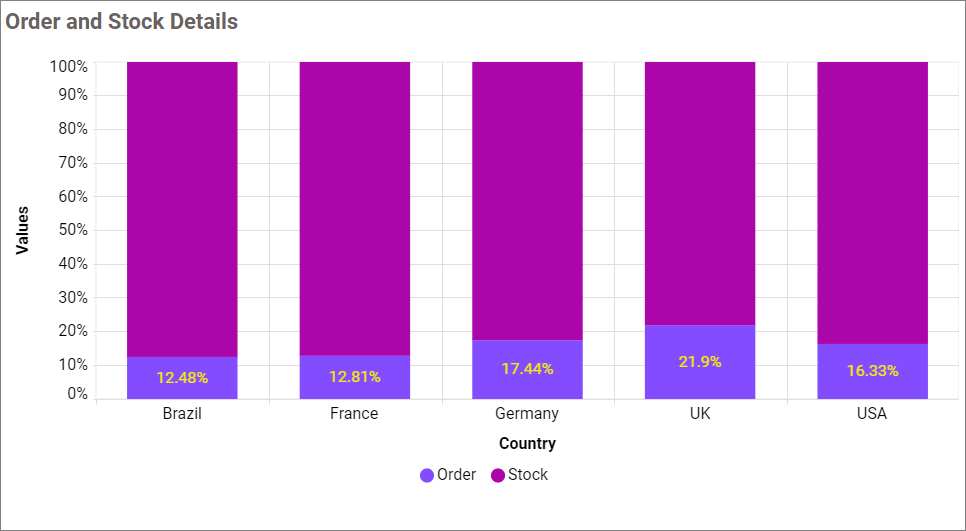 Order and Stock Details
100%
90%
80%
70%
60%
50%
40%
30%
20%
10%
0%
Values
12.48%
12.81%
17.44%
21.9%
16.33%
Brazil
France
Germany
UK
USA
Country
Order
Stock